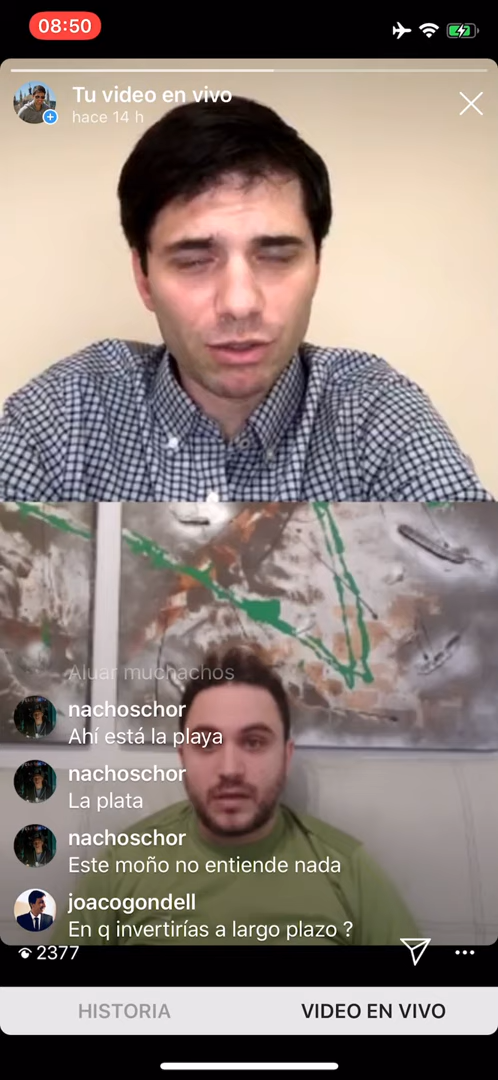 08:50
Tu video en vivo
hace 14 h
Aluar muchachos
nachoschor
Ahí está la playa
nachoschor
La plata
nachoschor
Este moño no entiende nada
joacogondell
En q invertirías a largo plazo ?
2377
HISTORIA
VIDEO EN VIVO